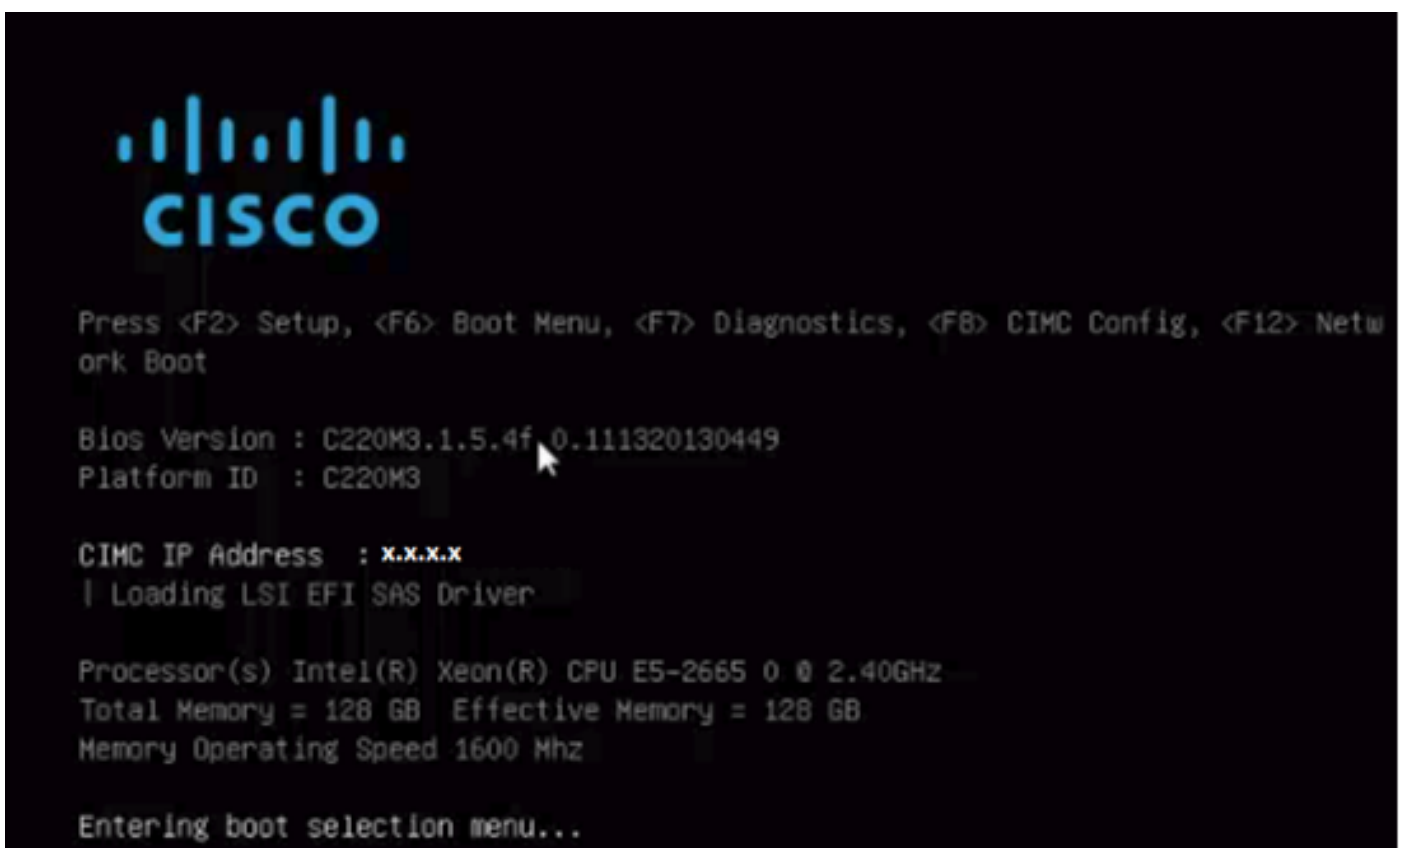 CISCO
Press <F2> Setup, <F6> Boot Menu, <F7> Diagnostics, <F8> CIMC Config, <F12> Netw
ork Boot
Bios Version : C220M3.1.5.4f.0.111320130449
Platform ID : C220M3
CIMC IP Address : x.x.x.x
| Loading LSI EFI SAS Driver
Processor(s) Intel(R) Xeon(R) CPU E5-2665 0 @ 2.40GHz
Total Memory = 128 GB Effective Memory = 128 GB
Memory Operating Speed 1600 Mhz
Entering boot selection menu...